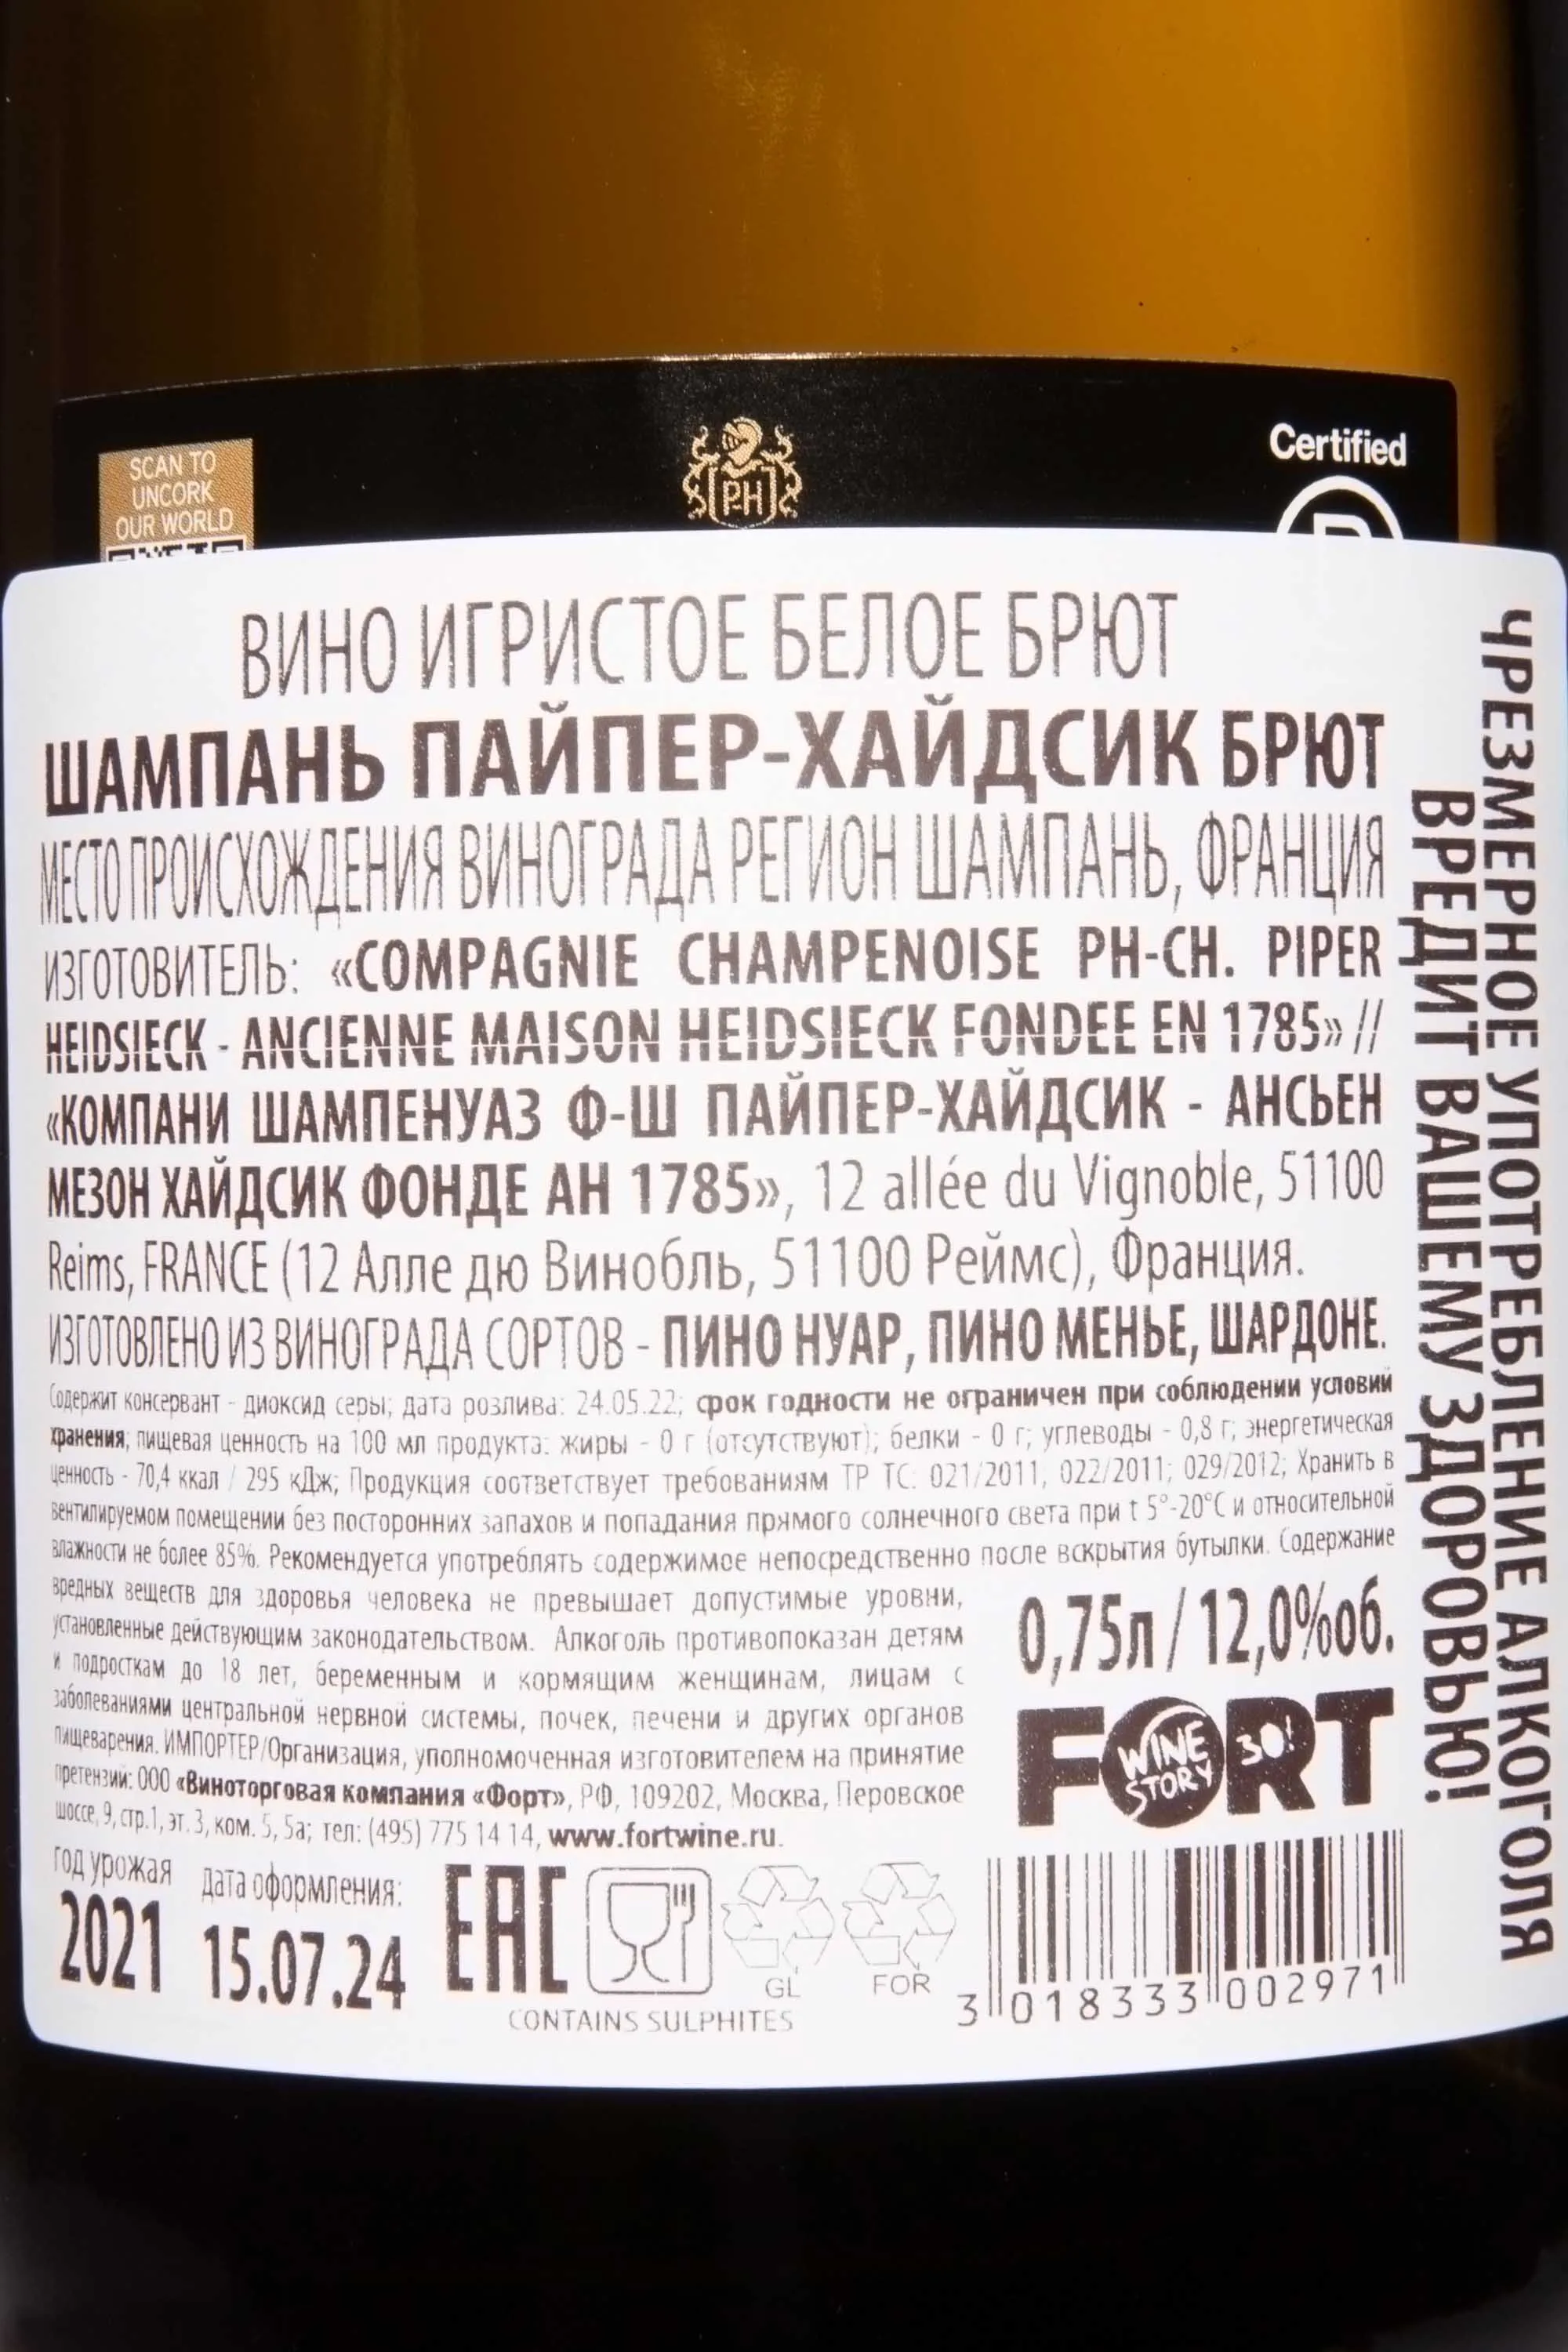 SCAN TO
UNCORK
OUR WORLD
PH
Certified
ВИНО ИГРИСТОЕ БЕЛОЕ БРЮТ
ШАМПАНЬ ПАЙПЕР-ХАЙДСИК БРЮТ
МЕСТО ПРОИСХОЖДЕНИЯ ВИНОГРАДА РЕГИОН ШАМПАНЬ, ФРАНЦИЯ
ИЗГОТОВИТЕЛЬ: «COMPAGNIE CHAMPENOISE PH-CH. PIPER
HEIDSIECK - ANCIENNE MAISON HEIDSIECK FONDEE EN 1785» //
«КОМПАНИ ШАМПЕНУАЗ Ф-Ш ПАЙПЕР-ХАЙДСИК - АНСЬЕН
МЕЗОН ХАЙДСИК ФОНДЕ АН 1785», 12 allée du Vignoble, 51100
Reims, FRANCE (12 Алле дю Винобль, 51100 Реймс), Франция.
ИЗГОТОВЛЕНО ИЗ ВИНОГРАДА СОРТОВ - ПИНО НУАР, ПИНО МЕНЬЕ, ШАРДОНЕ.
Содержит консервант - диоксид серы; дата розлива: 24.05.22; срок годности не ограничен при соблюдении условий
хранения; пищевая ценность на 100 мл продукта: жиры - 0 г (отсутствуют); белки - 0 г; углеводы - 0,8 г; энергетическая
ценность - 70,4 ккал / 295 кДж; Продукция соответствует требованиям ТР ТС: 021/2011; 022/2011; 029/2012; Хранить в
вентилируемом помещении без посторонних запахов и попадания прямого солнечного света при t 5°-20°C и относительной
влажности не более 85%. Рекомендуется употреблять содержимое непосредственно после вскрытия бутылки. Содержание
вредных веществ для здоровья человека не превышает допустимые уровни,
установленные действующим законодательством. Алкоголь противопоказан детям
и подросткам до 18 лет, беременным и кормящим женщинам, лицам с
заболеваниями центральной нервной системы, почек, печени и других органов
пищеварения. ИМПОРТЕР/Организация, уполномоченная изготовителем на принятие
претензий: ООО «Виноторговая компания «Форт», РФ, 109202, Москва, Перовское
шоссе, 9, стр.1, эт. 3, ком. 5, 5а; тел: (495) 775 14 14, www.fortwine.ru.
0,75л / 12,0%об.
FORT
WINE
STORY
30!
год урожая
2021
дата оформления:
15.07.24
EAC
GL
FOR
CONTAINS SULPHITES
3 018333 002971
ЧРЕЗМЕРНОЕ УПОТРЕБЛЕНИЕ АЛКОГОЛЯ
ВРЕДИТ ВАШЕМУ ЗДОРОВЬЮ!